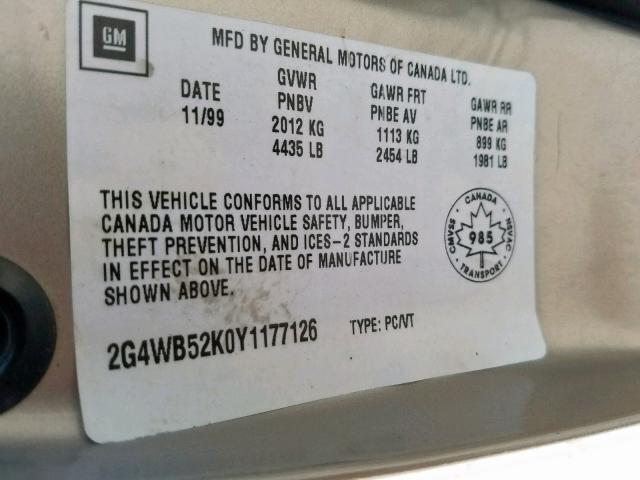 GM
MFD BY GENERAL MOTORS OF CANADA LTD.
DATE GVWR GAWR FRT GAWR RR
11/99 PNBV PNBE AV PNBE AR
2012 KG 1113 KG 899 KG
4435 LB 2454 LB 1981 LB
THIS VEHICLE CONFORMS TO ALL APPLICABLE
CANADA MOTOR VEHICLE SAFETY, BUMPER,
THEFT PREVENTION, AND ICES-2 STANDARDS
IN EFFECT ON THE DATE OF MANUFACTURE
SHOWN ABOVE.
CANADA
CMVSS 985 NSVAC
TRANSPORT
2G4WB52K0Y1177126 TYPE: PC/VT